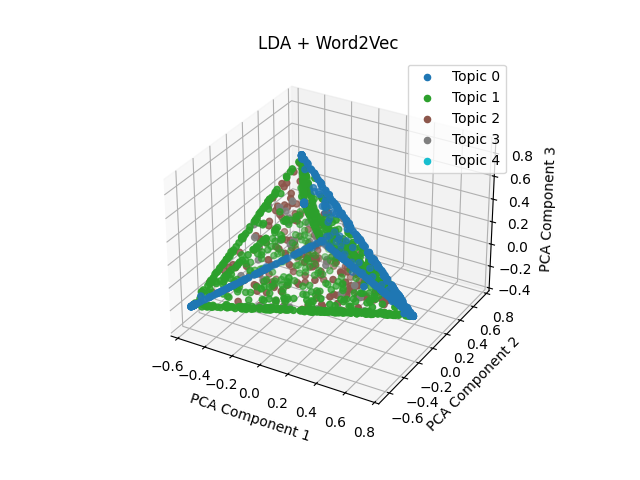 LDA + Word2Vec
Topic 0
Topic 1
Topic 2
Topic 3
Topic 4
0.8
0.6
0.4
0.2
0.0
−0.2
−0.4
PCA Component 3
0.8
0.6
0.4
0.2
0.0
−0.2
−0.4
−0.6
PCA Component 2
−0.6
−0.4
−0.2
0.0
0.2
0.4
0.6
0.8
PCA Component 1